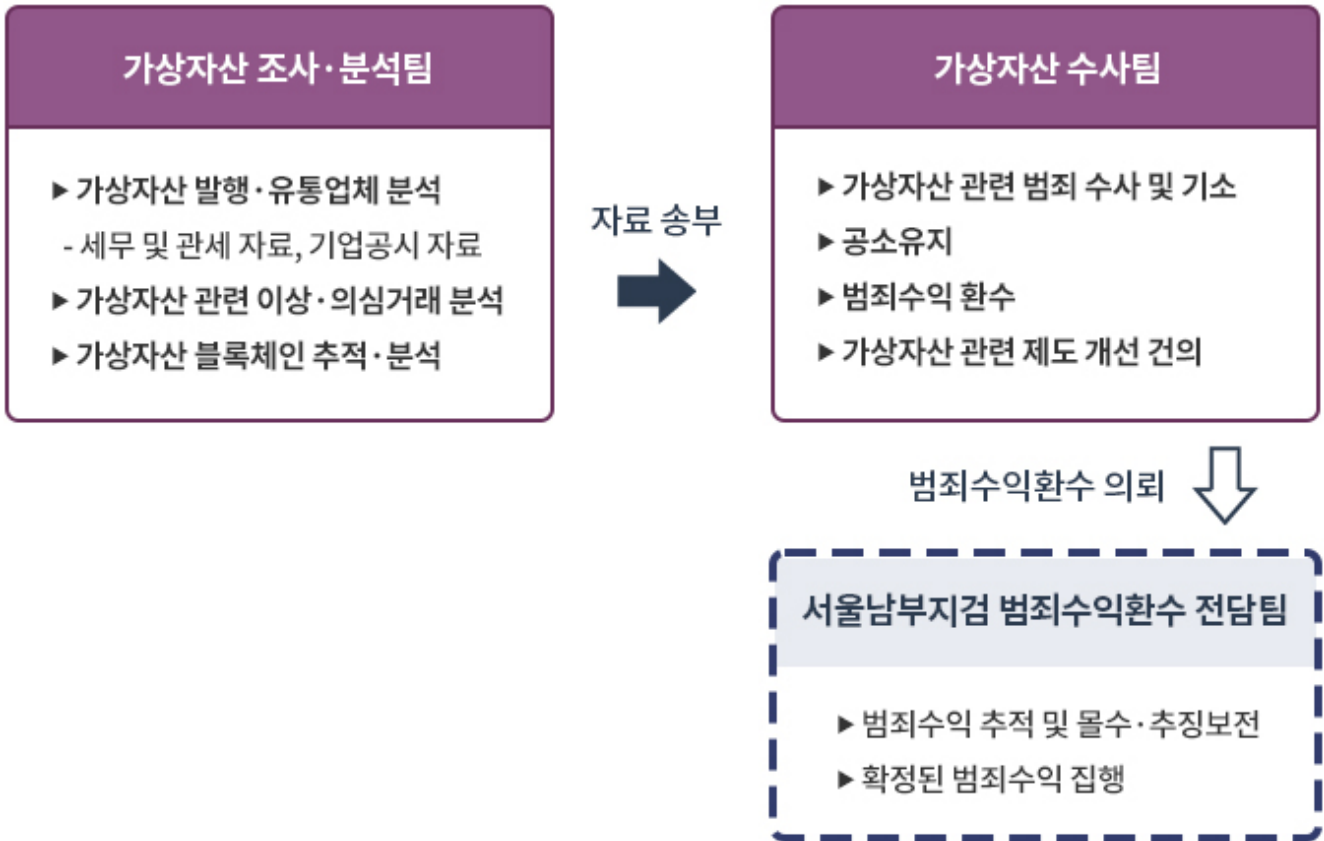 가상자산 조사·분석팀
▶ 가상자산 발행·유통업체 분석
- 세무 및 관세 자료, 기업공시 자료
▶ 가상자산 관련 이상·의심거래 분석
▶ 가상자산 블록체인 추적·분석
자료 송부
가상자산 수사팀
▶ 가상자산 관련 범죄 수사 및 기소
▶ 공소유지
▶ 범죄수익 환수
▶ 가상자산 관련 제도 개선 건의
범죄수익환수 의뢰
서울남부지검 범죄수익환수 전담팀
▶ 범죄수익 추적 및 몰수·추징보전
▶ 확정된 범죄수익 집행